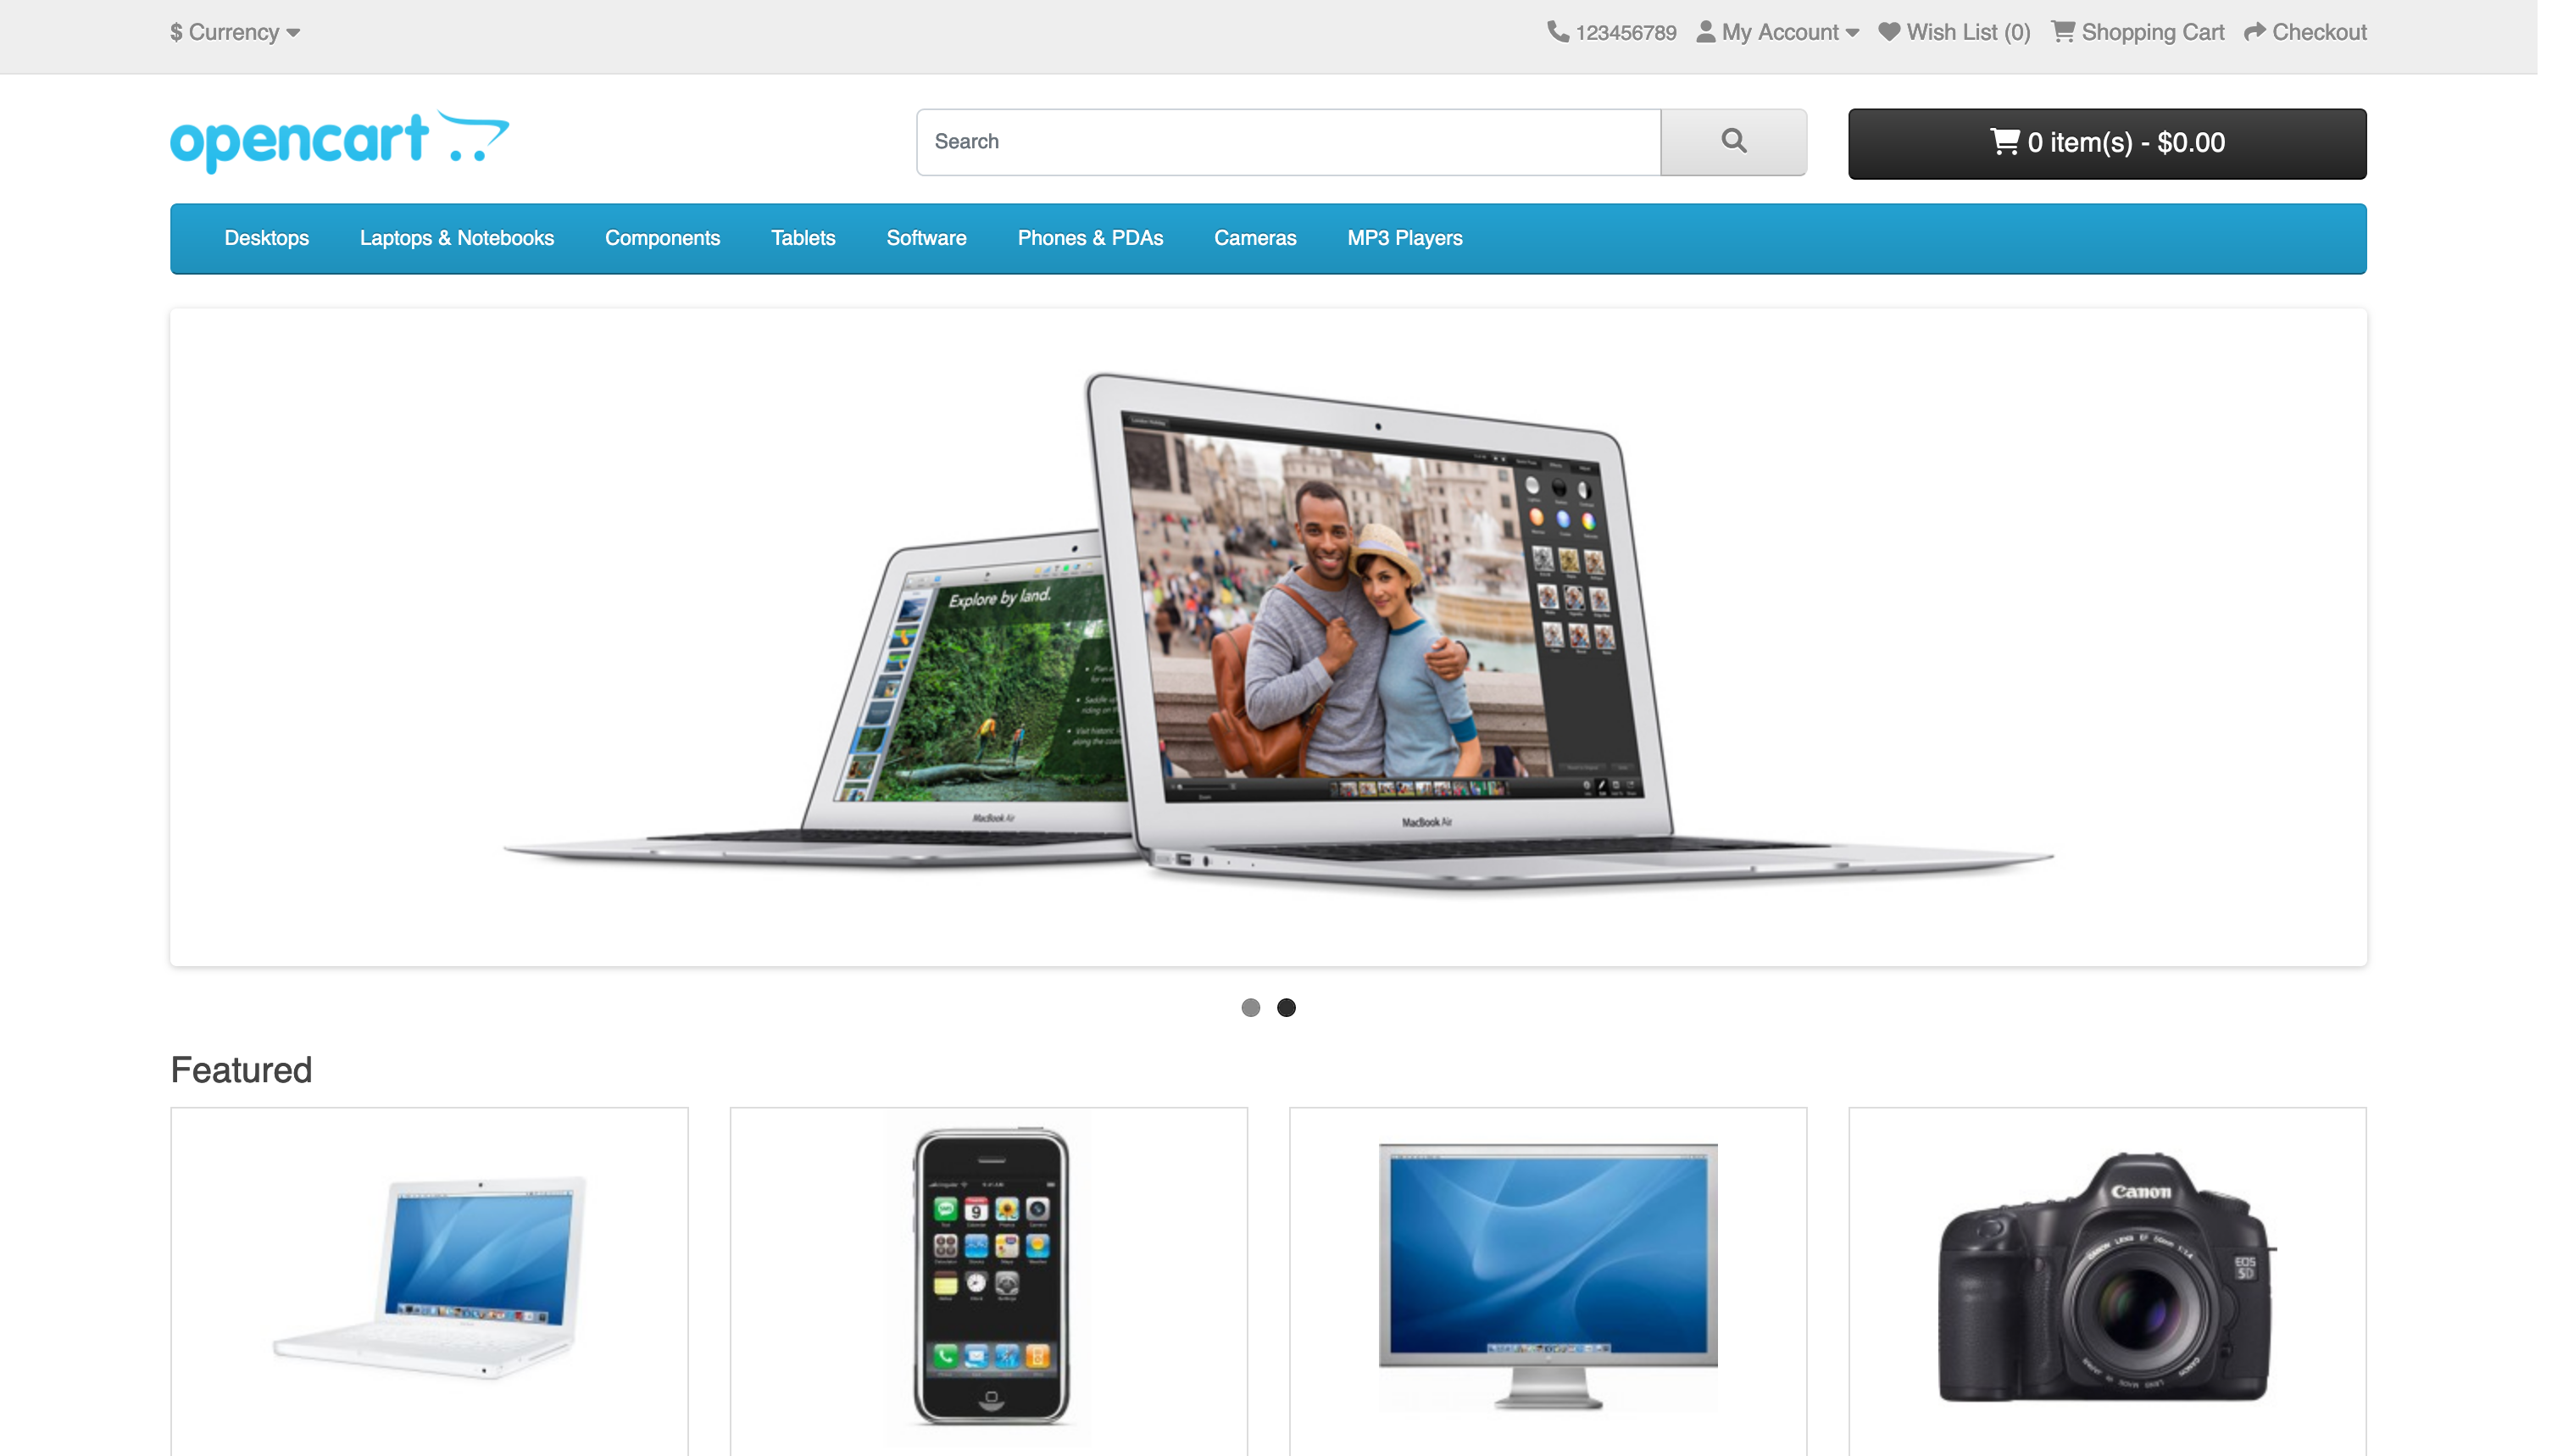 $ Currency
123456789 My Account Wish List (0) Shopping Cart Checkout
opencart
Search
0 item(s) - $0.00
Desktops Laptops & Notebooks Components Tablets Software Phones & PDAs Cameras MP3 Players
Explore by land.
MacBook Air
MacBook Air
Featured
Canon
EOS
5D